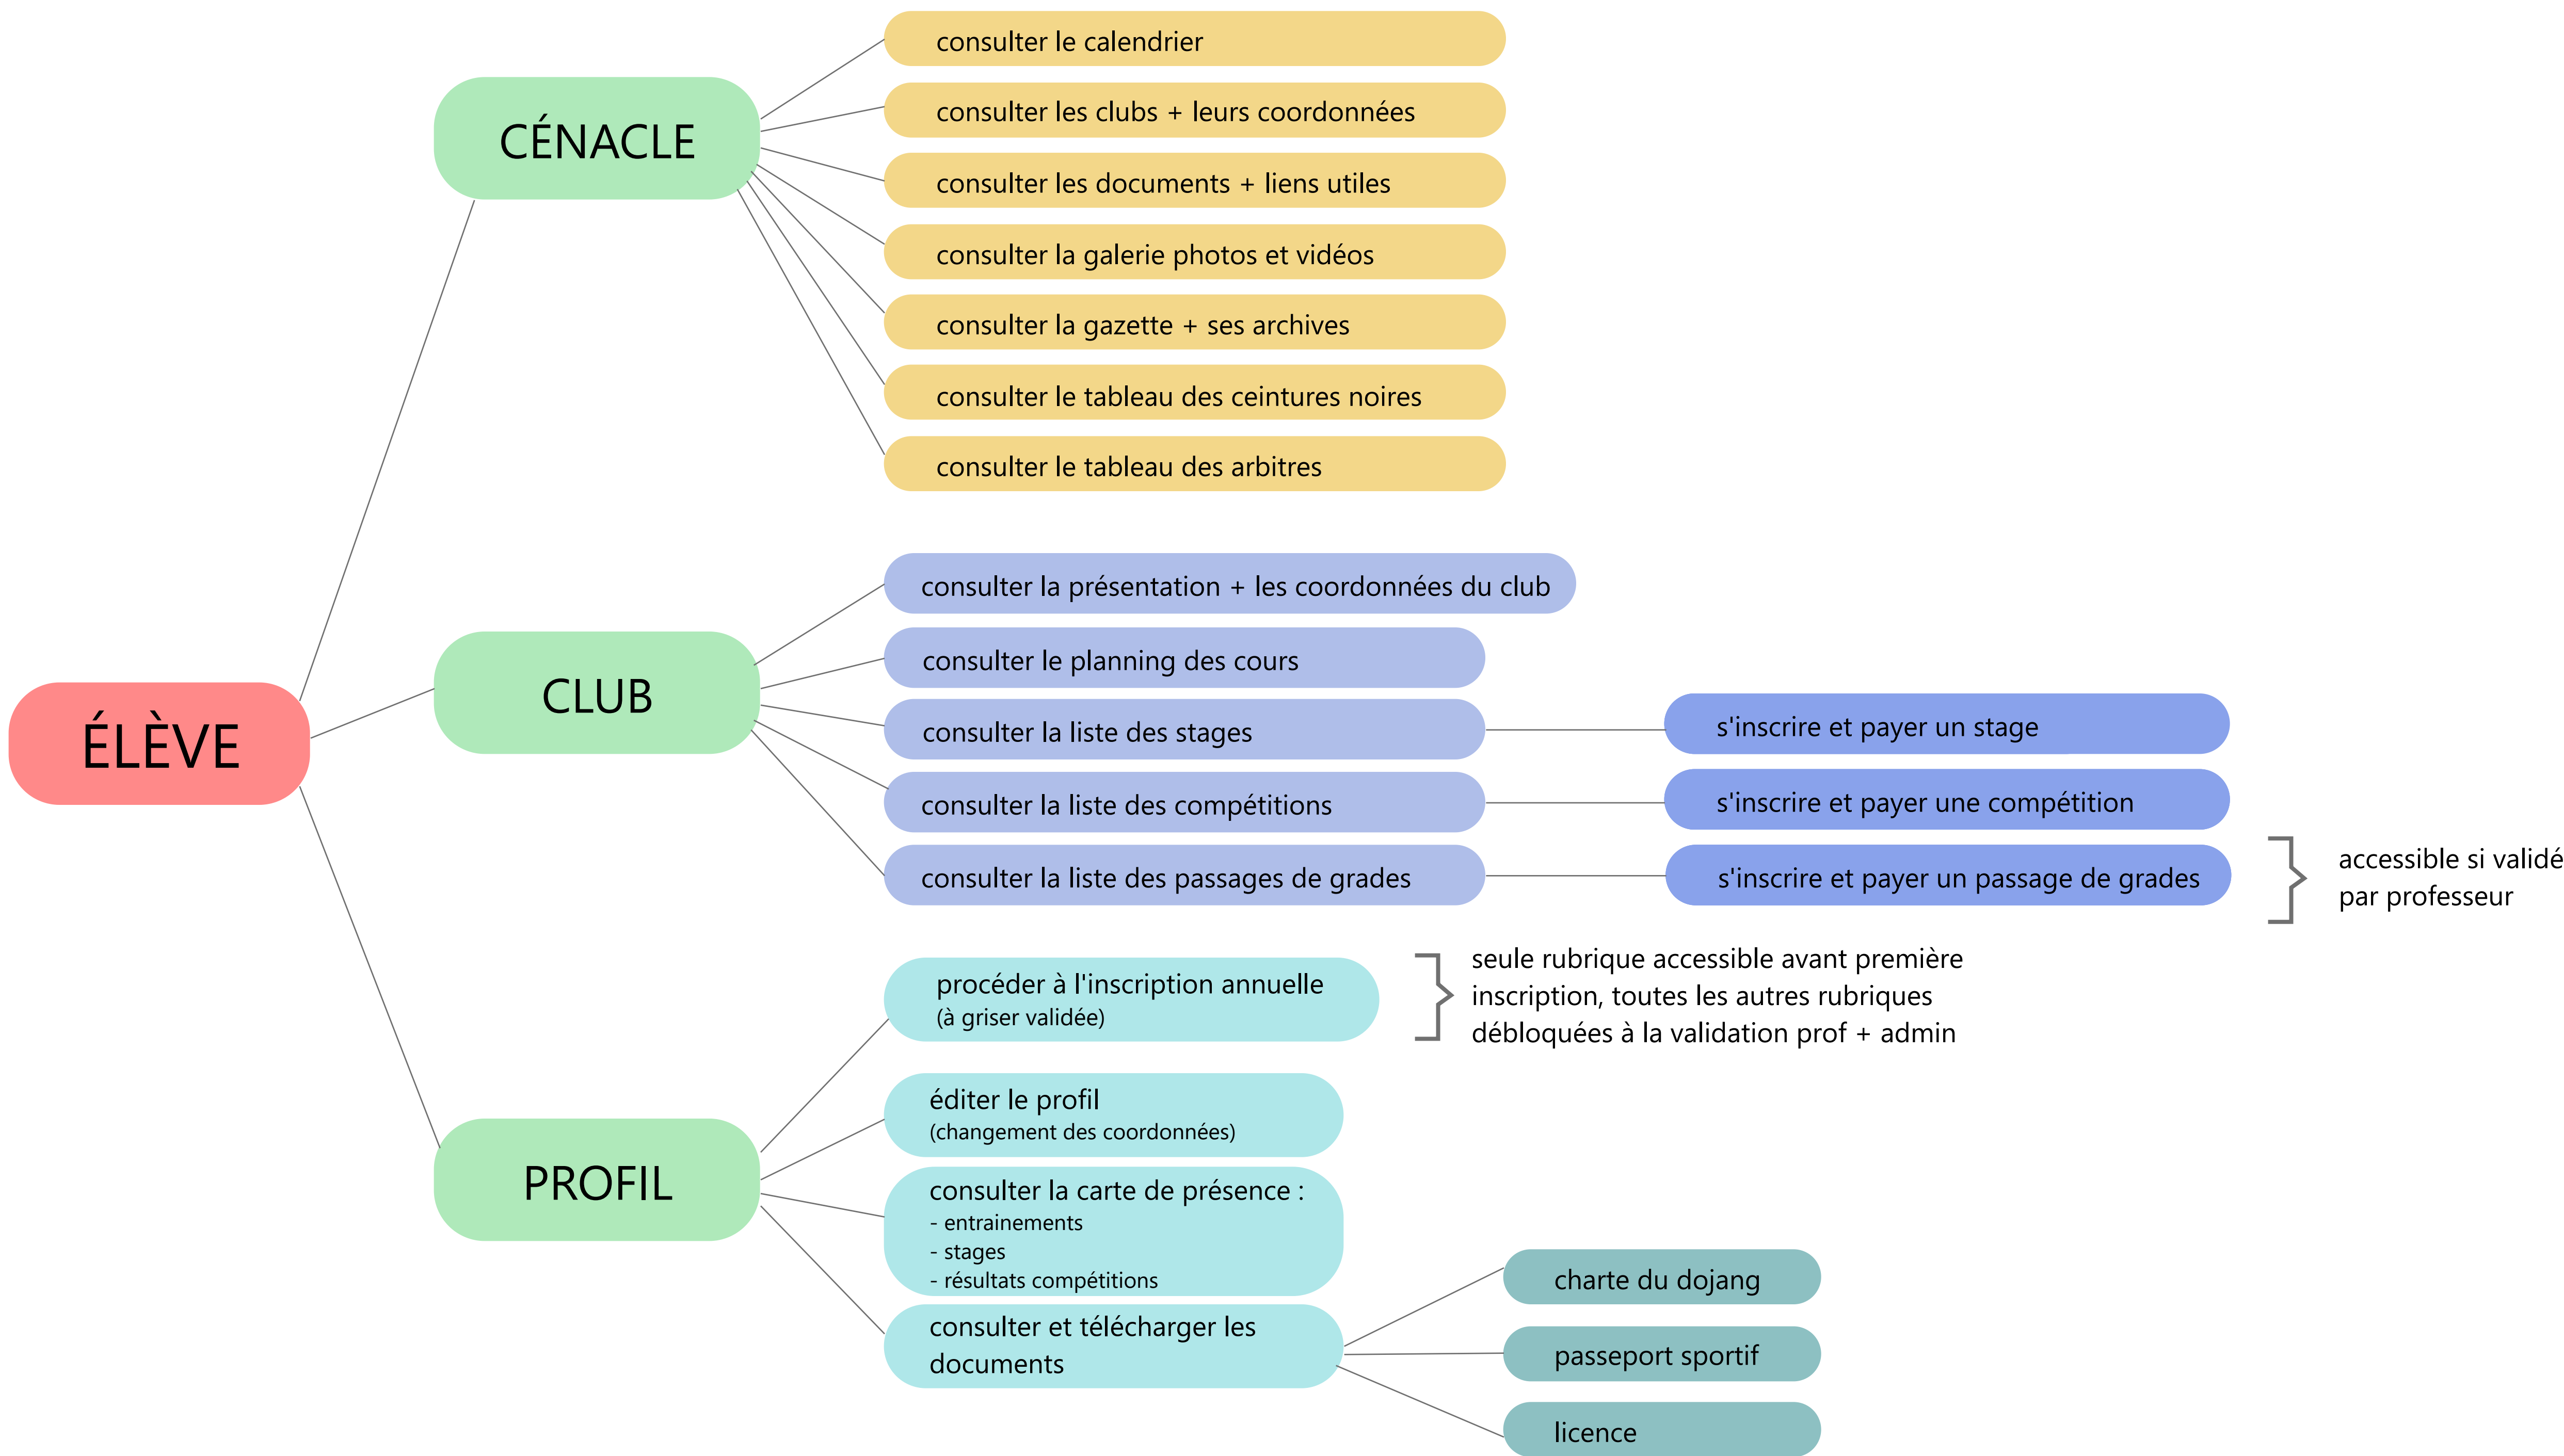 ÉLÈVE
CÉNACLE
consulter le calendrier
consulter les clubs + leurs coordonnées
consulter les documents + liens utiles
consulter la galerie photos et vidéos
consulter la gazette + ses archives
consulter le tableau des ceintures noires
consulter le tableau des arbitres
CLUB
consulter la présentation + les coordonnées du club
consulter le planning des cours
consulter la liste des stages
s'inscrire et payer un stage
consulter la liste des compétitions
s'inscrire et payer une compétition
consulter la liste des passages de grades
s'inscrire et payer un passage de grades
accessible si validé
par professeur
PROFIL
procéder à l'inscription annuelle
(à griser validée)
seule rubrique accessible avant première
inscription, toutes les autres rubriques
débloquées à la validation prof + admin
éditer le profil
(changement des coordonnées)
consulter la carte de présence :
- entrainements
- stages
- résultats compétitions
consulter et télécharger les
documents
charte du dojang
passeport sportif
licence